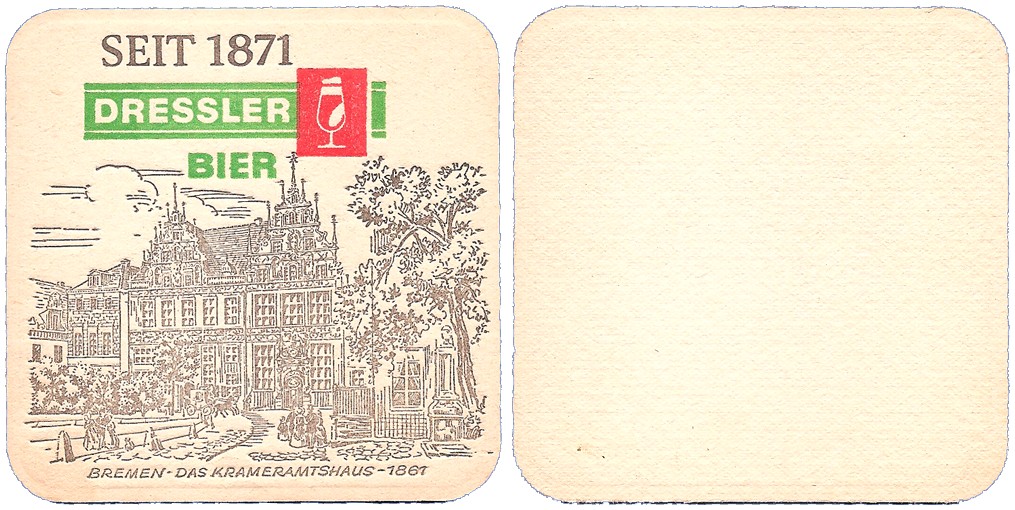 SEIT 1871
DRESSLER
BIER
BREMEN - DAS KRAMERAMTSHAUS - 1861